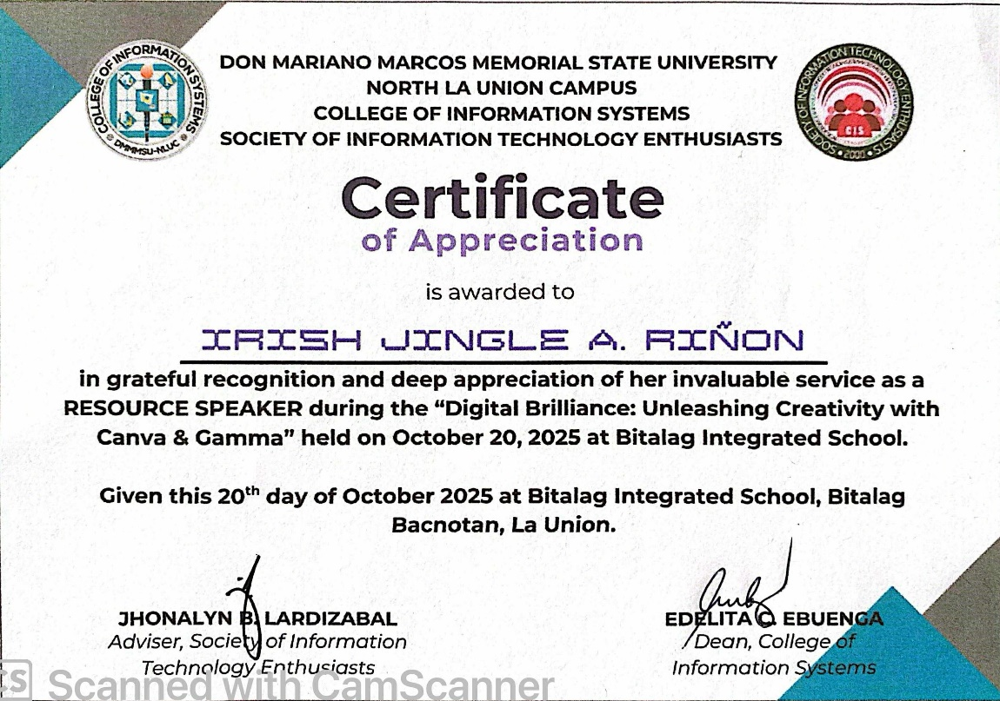 DON MARIANO MARCOS MEMORIAL STATE UNIVERSITY
NORTH LA UNION CAMPUS
COLLEGE OF INFORMATION SYSTEMS
SOCIETY OF INFORMATION TECHNOLOGY ENTHUSIASTS
COLLEGE OF INFORMATION SYSTEMS
DMMMSU-NLUC
SOCIETY OF INFORMATION TECHNOLOGY ENTHUSIASTS
CIS
2000
Certificate
of Appreciation
is awarded to
IRISH JINGLE A. RIÑON
in grateful recognition and deep appreciation of her invaluable service as a
RESOURCE SPEAKER during the “Digital Brilliance: Unleashing Creativity with
Canva & Gamma” held on October 20, 2025 at Bitalag Integrated School.
Given this 20th day of October 2025 at Bitalag Integrated School, Bitalag
Bacnotan, La Union.
JHONALYN B. LARDIZABAL
Adviser, Society of Information
Technology Enthusiasts
EDELITA EBUENGA
Dean, College of
Information Systems
CS Scanned with CamScanner